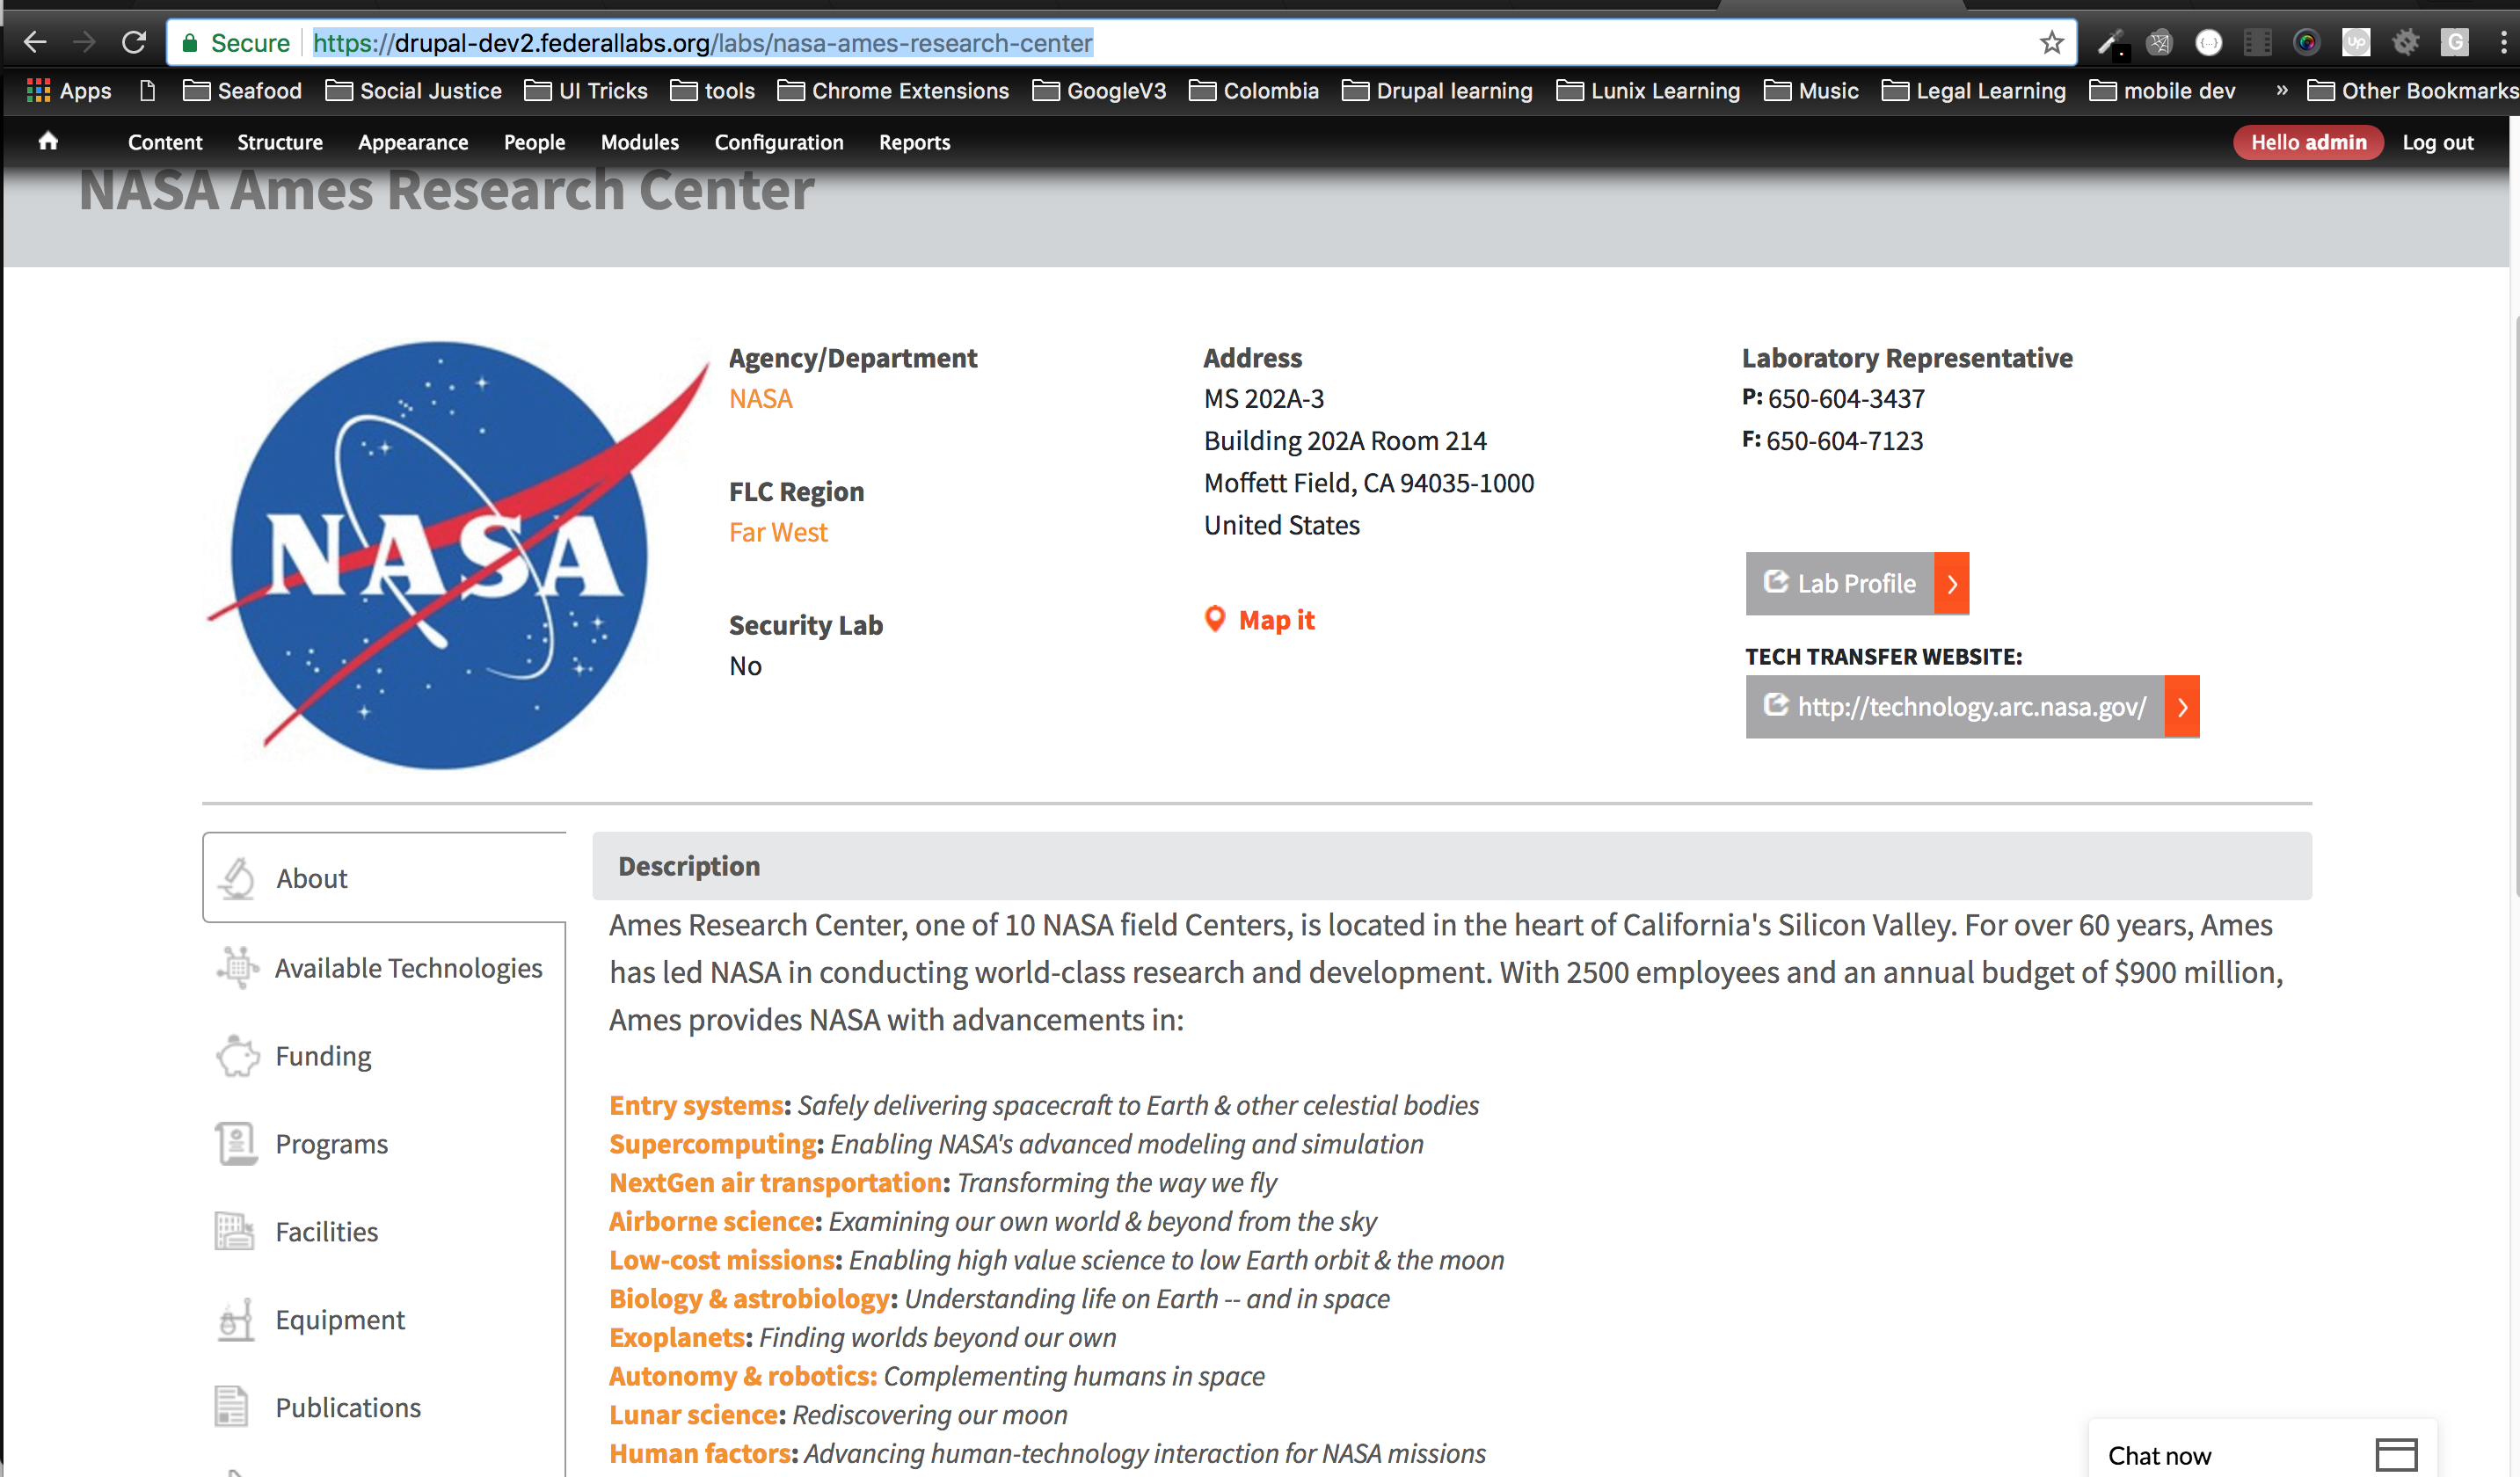 Secure https://drupal-dev2.federallabs.org/labs/nasa-ames-research-center
Apps Seafood Social Justice UI Tricks tools Chrome Extensions GoogleV3 Colombia Drupal learning Lunix Learning Music Legal Learning mobile dev » Other Bookmarks
Content Structure Appearance People Modules Configuration Reports Hello admin Log out
NASA Ames Research Center
NASA
Agency/Department
NASA
FLC Region
Far West
Security Lab
No
Address
MS 202A-3
Building 202A Room 214
Moffett Field, CA 94035-1000
United States
Map it
Laboratory Representative
P: 650-604-3437
F: 650-604-7123
Lab Profile
TECH TRANSFER WEBSITE:
http://technology.arc.nasa.gov/
About
Available Technologies
Funding
Programs
Facilities
Equipment
Publications
Description
Ames Research Center, one of 10 NASA field Centers, is located in the heart of California's Silicon Valley. For over 60 years, Ames
has led NASA in conducting world-class research and development. With 2500 employees and an annual budget of $900 million,
Ames provides NASA with advancements in:
Entry systems: Safely delivering spacecraft to Earth & other celestial bodies
Supercomputing: Enabling NASA's advanced modeling and simulation
NextGen air transportation: Transforming the way we fly
Airborne science: Examining our own world & beyond from the sky
Low-cost missions: Enabling high value science to low Earth orbit & the moon
Biology & astrobiology: Understanding life on Earth -- and in space
Exoplanets: Finding worlds beyond our own
Autonomy & robotics: Complementing humans in space
Lunar science: Rediscovering our moon
Human factors: Advancing human-technology interaction for NASA missions
Chat now